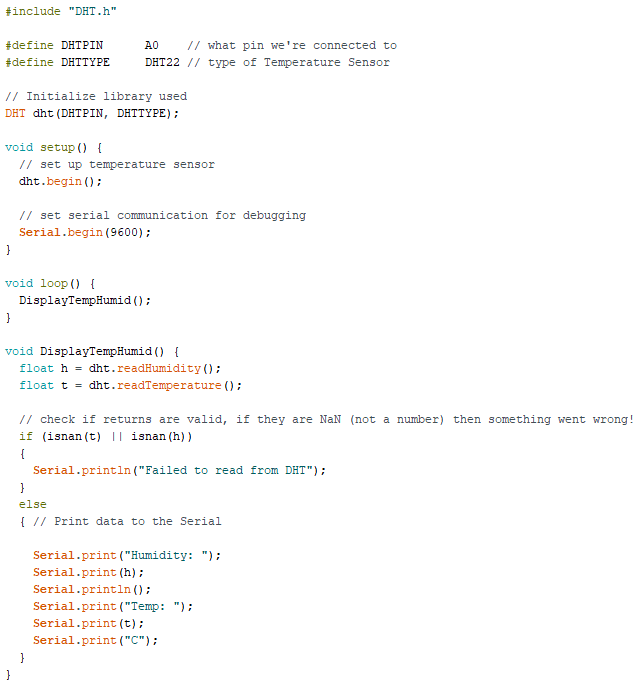 #include "DHT.h"

#define DHTPIN      A0    // what pin we're connected to
#define DHTTYPE     DHT22 // type of Temperature Sensor

// Initialize library used
DHT dht(DHTPIN, DHTTYPE);

void setup() {
  // set up temperature sensor
  dht.begin();

  // set serial communication for debugging
  Serial.begin(9600);
}

void loop() {
  DisplayTempHumid();
}

void DisplayTempHumid() {
  float h = dht.readHumidity();
  float t = dht.readTemperature();

  // check if returns are valid, if they are NaN (not a number) then something went wrong!
  if (isnan(t) || isnan(h))
  {
    Serial.println("Failed to read from DHT");
  }
  else
  { // Print data to the Serial

    Serial.print("Humidity: ");
    Serial.print(h);
    Serial.println();
    Serial.print("Temp: ");
    Serial.print(t);
    Serial.print("C");
  }
}